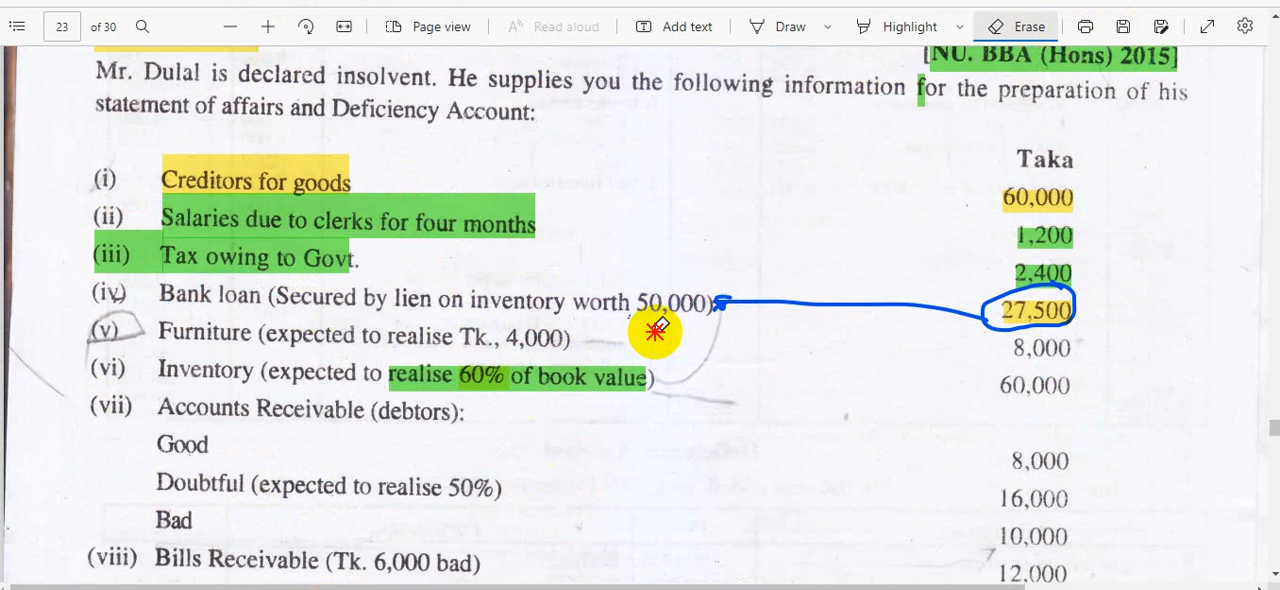 23 of 30 Page view Read aloud Add text Draw Highlight Erase
[NU. BBA (Hons) 2015]
Mr. Dulal is declared insolvent. He supplies you the following information for the preparation of his
statement of affairs and Deficiency Account:
Taka
(i) Creditors for goods 60,000
(ii) Salaries due to clerks for four months 1,200
(iii) Tax owing to Govt. 2,400
(iv) Bank loan (Secured by lien on inventory worth 50,000) 27,500
(v) Furniture (expected to realise Tk., 4,000) 8,000
(vi) Inventory (expected to realise 60% of book value) 60,000
(vii) Accounts Receivable (debtors):
Good 8,000
Doubtful (expected to realise 50%) 16,000
Bad 10,000
(viii) Bills Receivable (Tk. 6,000 bad) 12,000